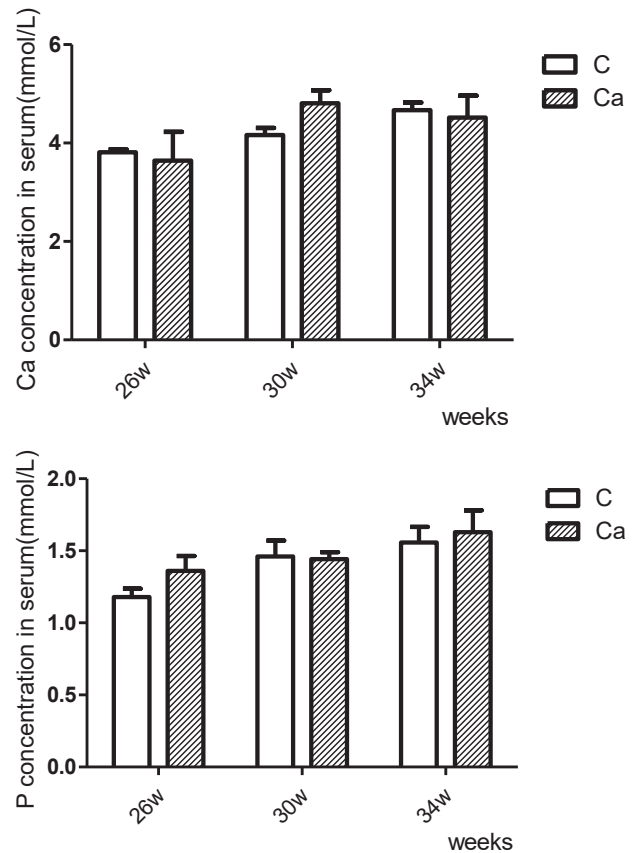 Ca concentration in serum(mmol/L)
6
4
2
0
26w
30w
34w
weeks
C
Ca
P concentration in serum(mmol/L)
2.0
1.5
1.0
0.5
0.0
26w
30w
34w
weeks
C
Ca